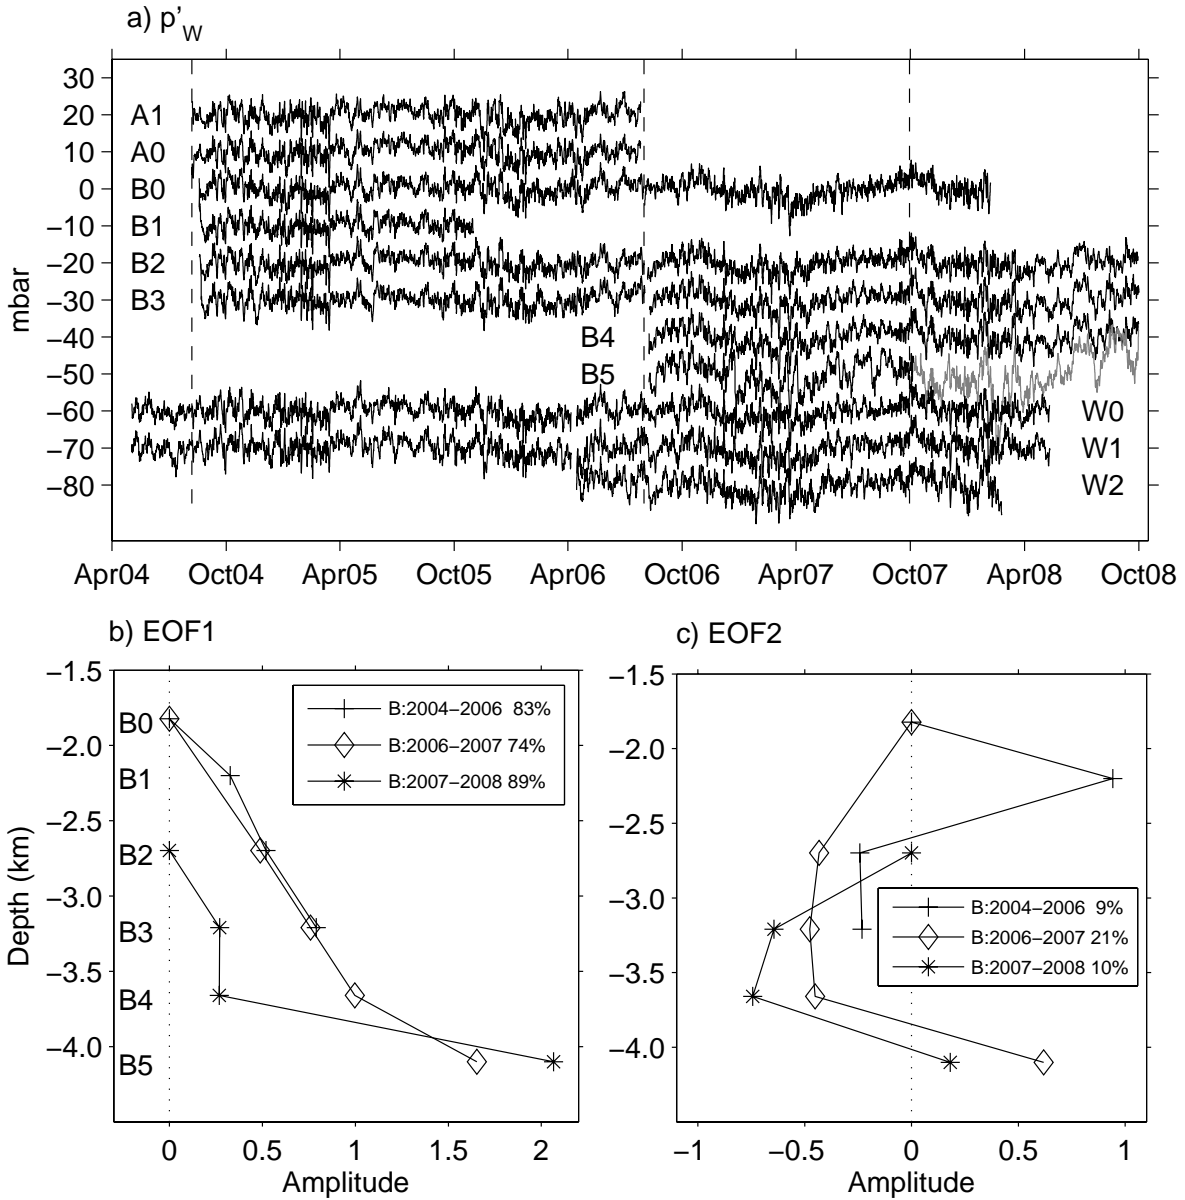 a) p'W
30
20
10
0
−10
−20
−30
−40
−50
−60
−70
−80
mbar
A1
A0
B0
B1
B2
B3
B4
B5
W0
W1
W2
Apr04 Oct04 Apr05 Oct05 Apr06 Oct06 Apr07 Oct07 Apr08 Oct08
b) EOF1
−1.5
−2.0
−2.5
−3.0
−3.5
−4.0
Depth (km)
B0
B1
B2
B3
B4
B5
B:2004−2006 83%
B:2006−2007 74%
B:2007−2008 89%
0 0.5 1 1.5 2
Amplitude
c) EOF2
−1.5
−2.0
−2.5
−3.0
−3.5
−4.0
B:2004−2006 9%
B:2006−2007 21%
B:2007−2008 10%
−1 −0.5 0 0.5 1
Amplitude